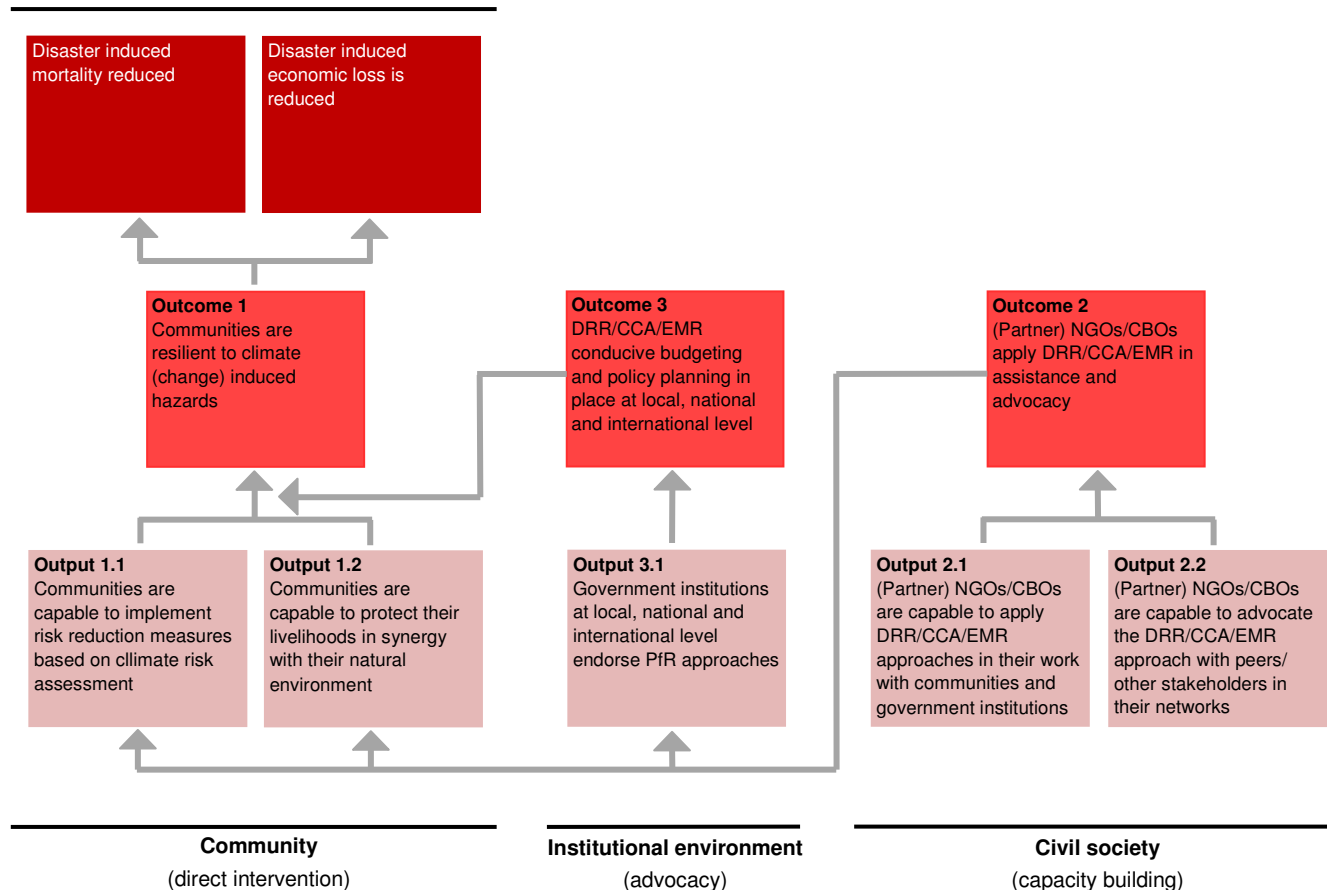 Disaster induced
mortality reduced
Disaster induced
economic loss is
reduced
Outcome 1
Communities are
resilient to climate
(change) induced
hazards
Outcome 3
DRR/CCA/EMR
conducive budgeting
and policy planning in
place at local, national
and international level
Outcome 2
(Partner) NGOs/CBOs
apply DRR/CCA/EMR in
assistance and
advocacy
Output 1.1
Communities are
capable to implement
risk reduction measures
based on cllimate risk
assessment
Output 1.2
Communities are
capable to protect their
livelihoods in synergy
with their natural
environment
Output 3.1
Government institutions
at local, national and
international level
endorse PfR approaches
Output 2.1
(Partner) NGOs/CBOs
are capable to apply
DRR/CCA/EMR
approaches in their work
with communities and
government institutions
Output 2.2
(Partner) NGOs/CBOs
are capable to advocate
the DRR/CCA/EMR
approach with peers/
other stakeholders in
their networks
Community
(direct intervention)
Institutional environment
(advocacy)
Civil society
(capacity building)